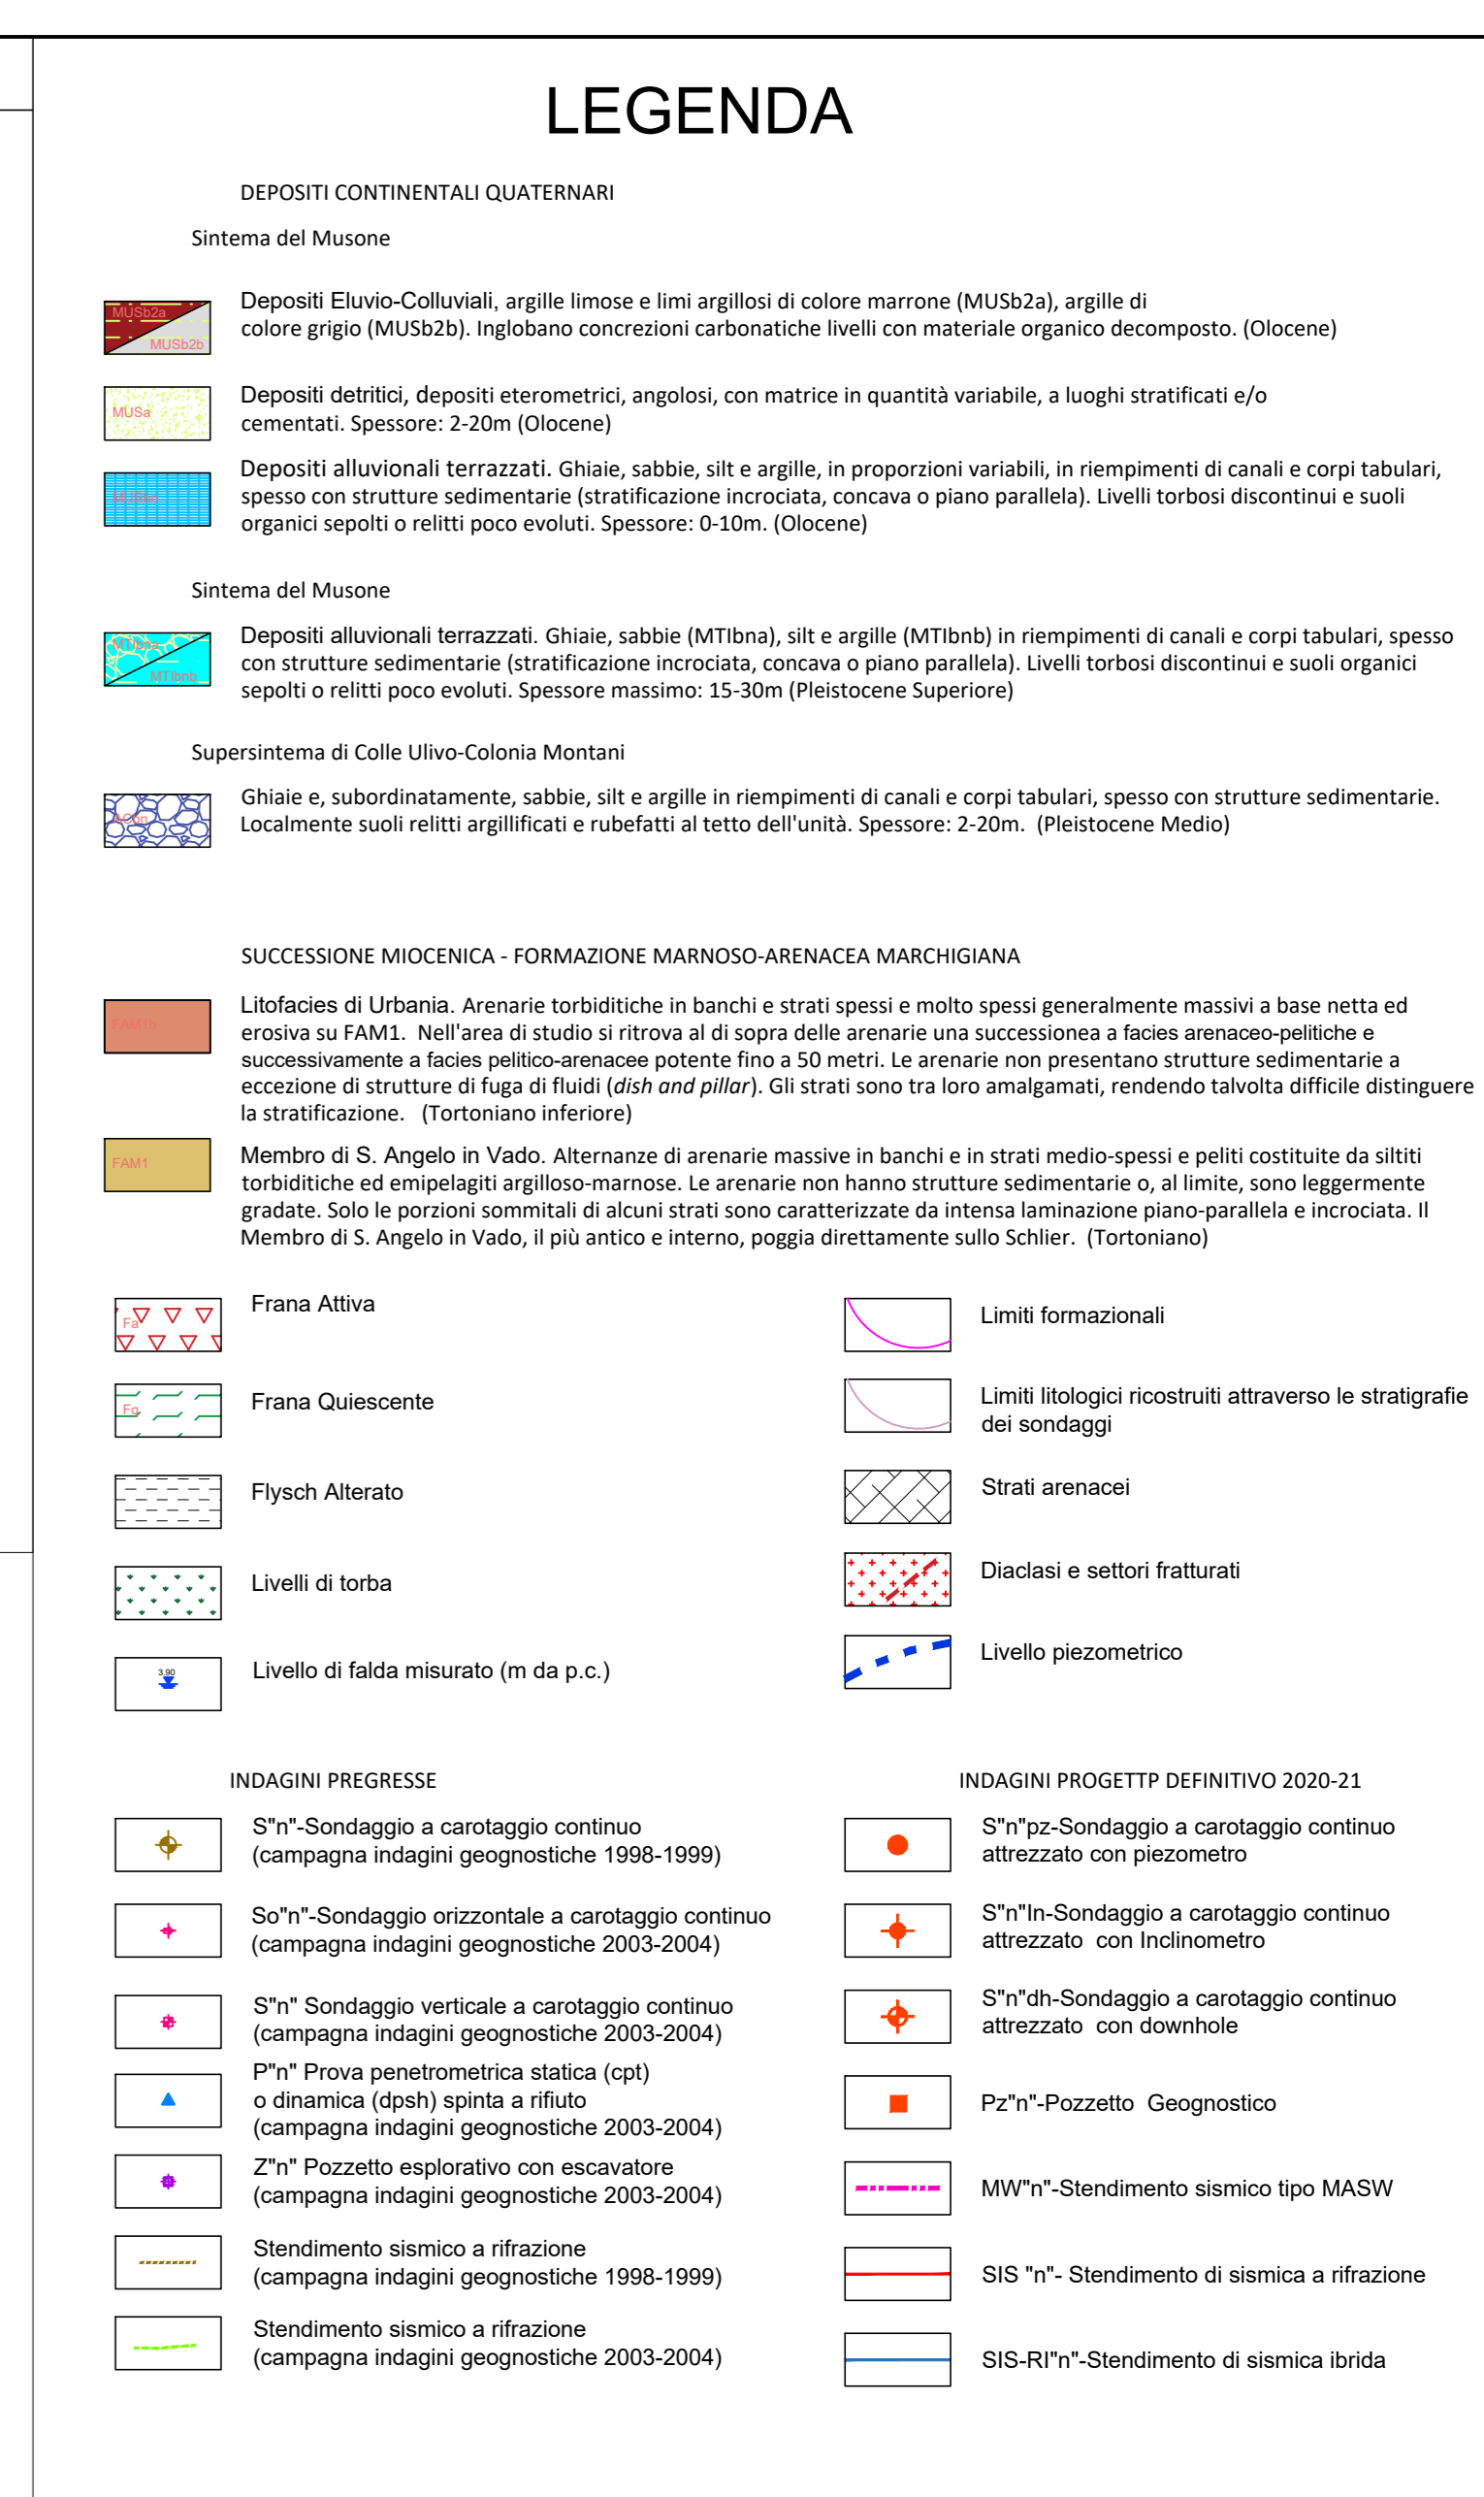 LEGENDA
DEPOSITI CONTINENTALI QUATERNARI
Sintema del Musone
MUSb2a
MUSb2b
Depositi Eluvio-Colluviali, argille limose e limi argillosi di colore marrone (MUSb2a), argille di
colore grigio (MUSb2b). Inglobano concrezioni carbonatiche livelli con materiale organico decomposto. (Olocene)
MUSa
Depositi detritici, depositi eterometrici, angolosi, con matrice in quantità variabile, a luoghi stratificati e/o
cementati. Spessore: 2-20m (Olocene)
MUSbn
Depositi alluvionali terrazzati. Ghiaie, sabbie, silt e argille, in proporzioni variabili, in riempimenti di canali e corpi tabulari,
spesso con strutture sedimentarie (stratificazione incrociata, concava o piano parallela). Livelli torbosi discontinui e suoli
organici sepolti o relitti poco evoluti. Spessore: 0-10m. (Olocene)
Sintema del Musone
MTIbna
MTIbnb
Depositi alluvionali terrazzati. Ghiaie, sabbie (MTIbna), silt e argille (MTIbnb) in riempimenti di canali e corpi tabulari, spesso
con strutture sedimentarie (stratificazione incrociata, concava o piano parallela). Livelli torbosi discontinui e suoli organici
sepolti o relitti poco evoluti. Spessore massimo: 15-30m (Pleistocene Superiore)
Supersintema di Colle Ulivo-Colonia Montani
ACbn
Ghiaie e, subordinatamente, sabbie, silt e argille in riempimenti di canali e corpi tabulari, spesso con strutture sedimentarie.
Localmente suoli relitti argillificati e rubefatti al tetto dell'unità. Spessore: 2-20m. (Pleistocene Medio)
SUCCESSIONE MIOCENICA - FORMAZIONE MARNOSO-ARENACEA MARCHIGIANA
FAM1b
Litofacies di Urbania. Arenarie torbiditiche in banchi e strati spessi e molto spessi generalmente massivi a base netta ed
erosiva su FAM1. Nell'area di studio si ritrova al di sopra delle arenarie una successionea a facies arenaceo-pelitiche e
successivamente a facies pelitico-arenacee potente fino a 50 metri. Le arenarie non presentano strutture sedimentarie a
eccezione di strutture di fuga di fluidi (dish and pillar). Gli strati sono tra loro amalgamati, rendendo talvolta difficile distinguere
la stratificazione. (Tortoniano inferiore)
FAM1
Membro di S. Angelo in Vado. Alternanze di arenarie massive in banchi e in strati medio-spessi e peliti costituite da siltiti
torbiditiche ed emipelagiti argilloso-marnose. Le arenarie non hanno strutture sedimentarie o, al limite, sono leggermente
gradate. Solo le porzioni sommitali di alcuni strati sono caratterizzate da intensa laminazione piano-parallela e incrociata. Il
Membro di S. Angelo in Vado, il più antico e interno, poggia direttamente sullo Schlier. (Tortoniano)
Fa
Frana Attiva
Fq
Frana Quiescente
Flysch Alterato
Livelli di torba
3.90
Livello di falda misurato (m da p.c.)
Limiti formazionali
Limiti litologici ricostruiti attraverso le stratigrafie
dei sondaggi
Strati arenacei
Diaclasi e settori fratturati
Livello piezometrico
INDAGINI PREGRESSE
S"n"-Sondaggio a carotaggio continuo
(campagna indagini geognostiche 1998-1999)
So"n"-Sondaggio orizzontale a carotaggio continuo
(campagna indagini geognostiche 2003-2004)
S"n" Sondaggio verticale a carotaggio continuo
(campagna indagini geognostiche 2003-2004)
P"n" Prova penetrometrica statica (cpt)
o dinamica (dpsh) spinta a rifiuto
(campagna indagini geognostiche 2003-2004)
Z"n" Pozzetto esplorativo con escavatore
(campagna indagini geognostiche 2003-2004)
Stendimento sismico a rifrazione
(campagna indagini geognostiche 1998-1999)
Stendimento sismico a rifrazione
(campagna indagini geognostiche 2003-2004)
INDAGINI PROGETTP DEFINITIVO 2020-21
S"n"pz-Sondaggio a carotaggio continuo
attrezzato con piezometro
S"n"In-Sondaggio a carotaggio continuo
attrezzato con Inclinometro
S"n"dh-Sondaggio a carotaggio continuo
attrezzato con downhole
Pz"n"-Pozzetto Geognostico
MW"n"-Stendimento sismico tipo MASW
SIS "n"- Stendimento di sismica a rifrazione
SIS-RI"n"-Stendimento di sismica ibrida